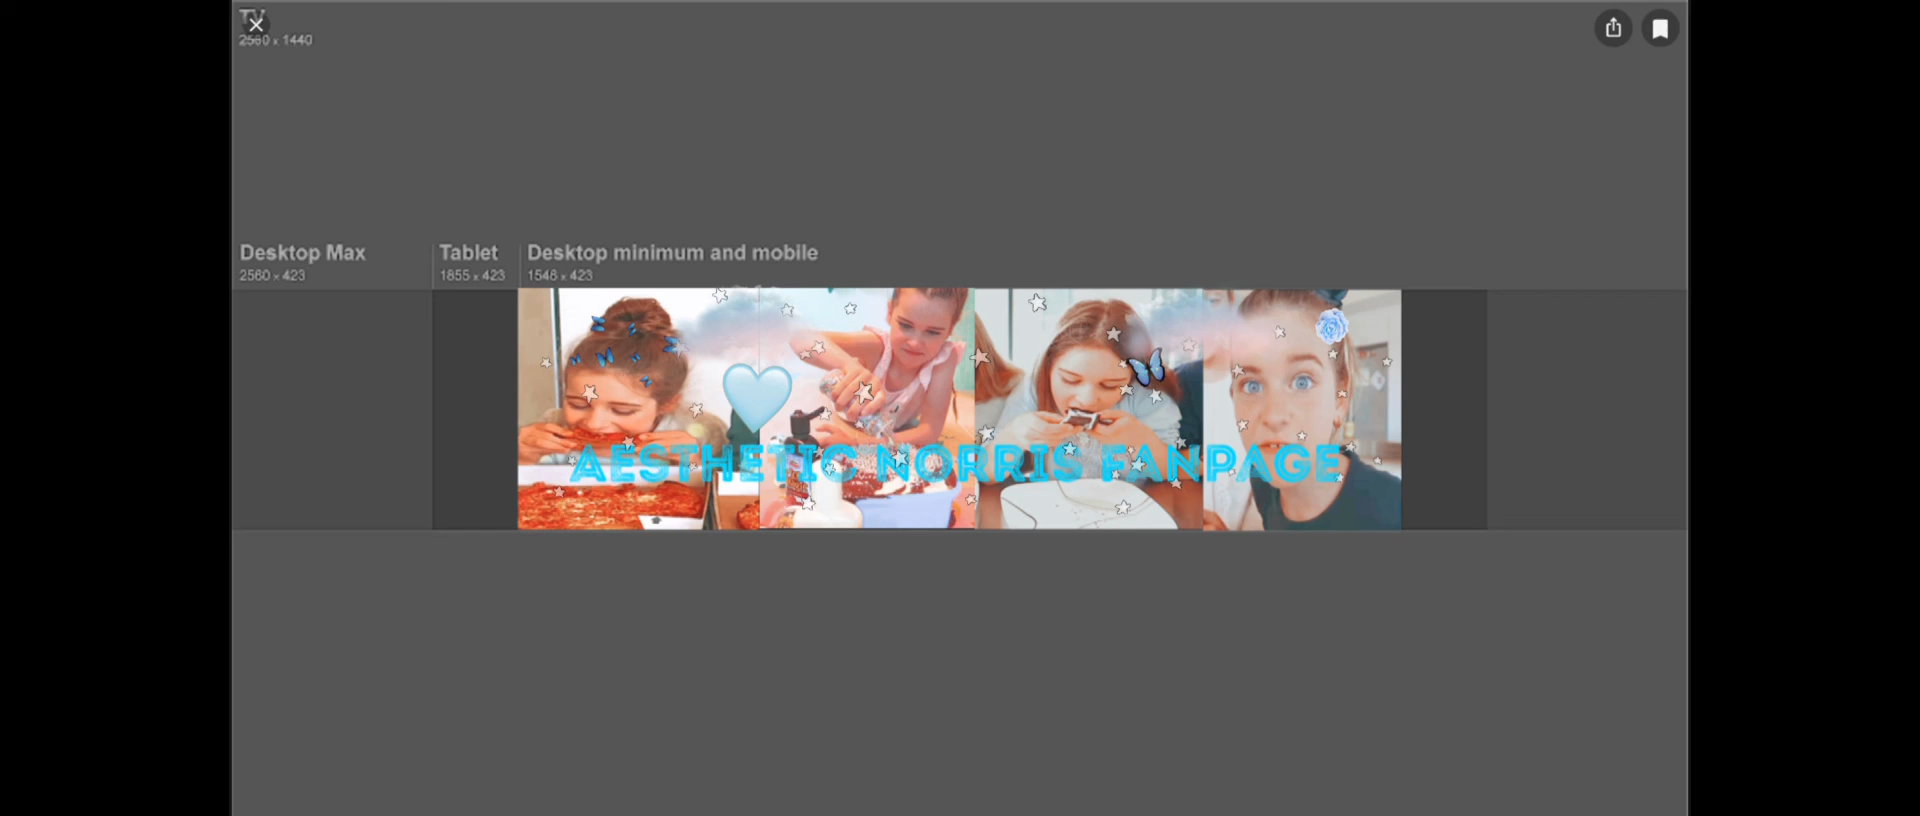 TV
2560 x 1440
Desktop Max
2560 x 423
Tablet
1855 x 423
Desktop minimum and mobile
1546 x 423
AESTHETIC NORRIS FANPAGE